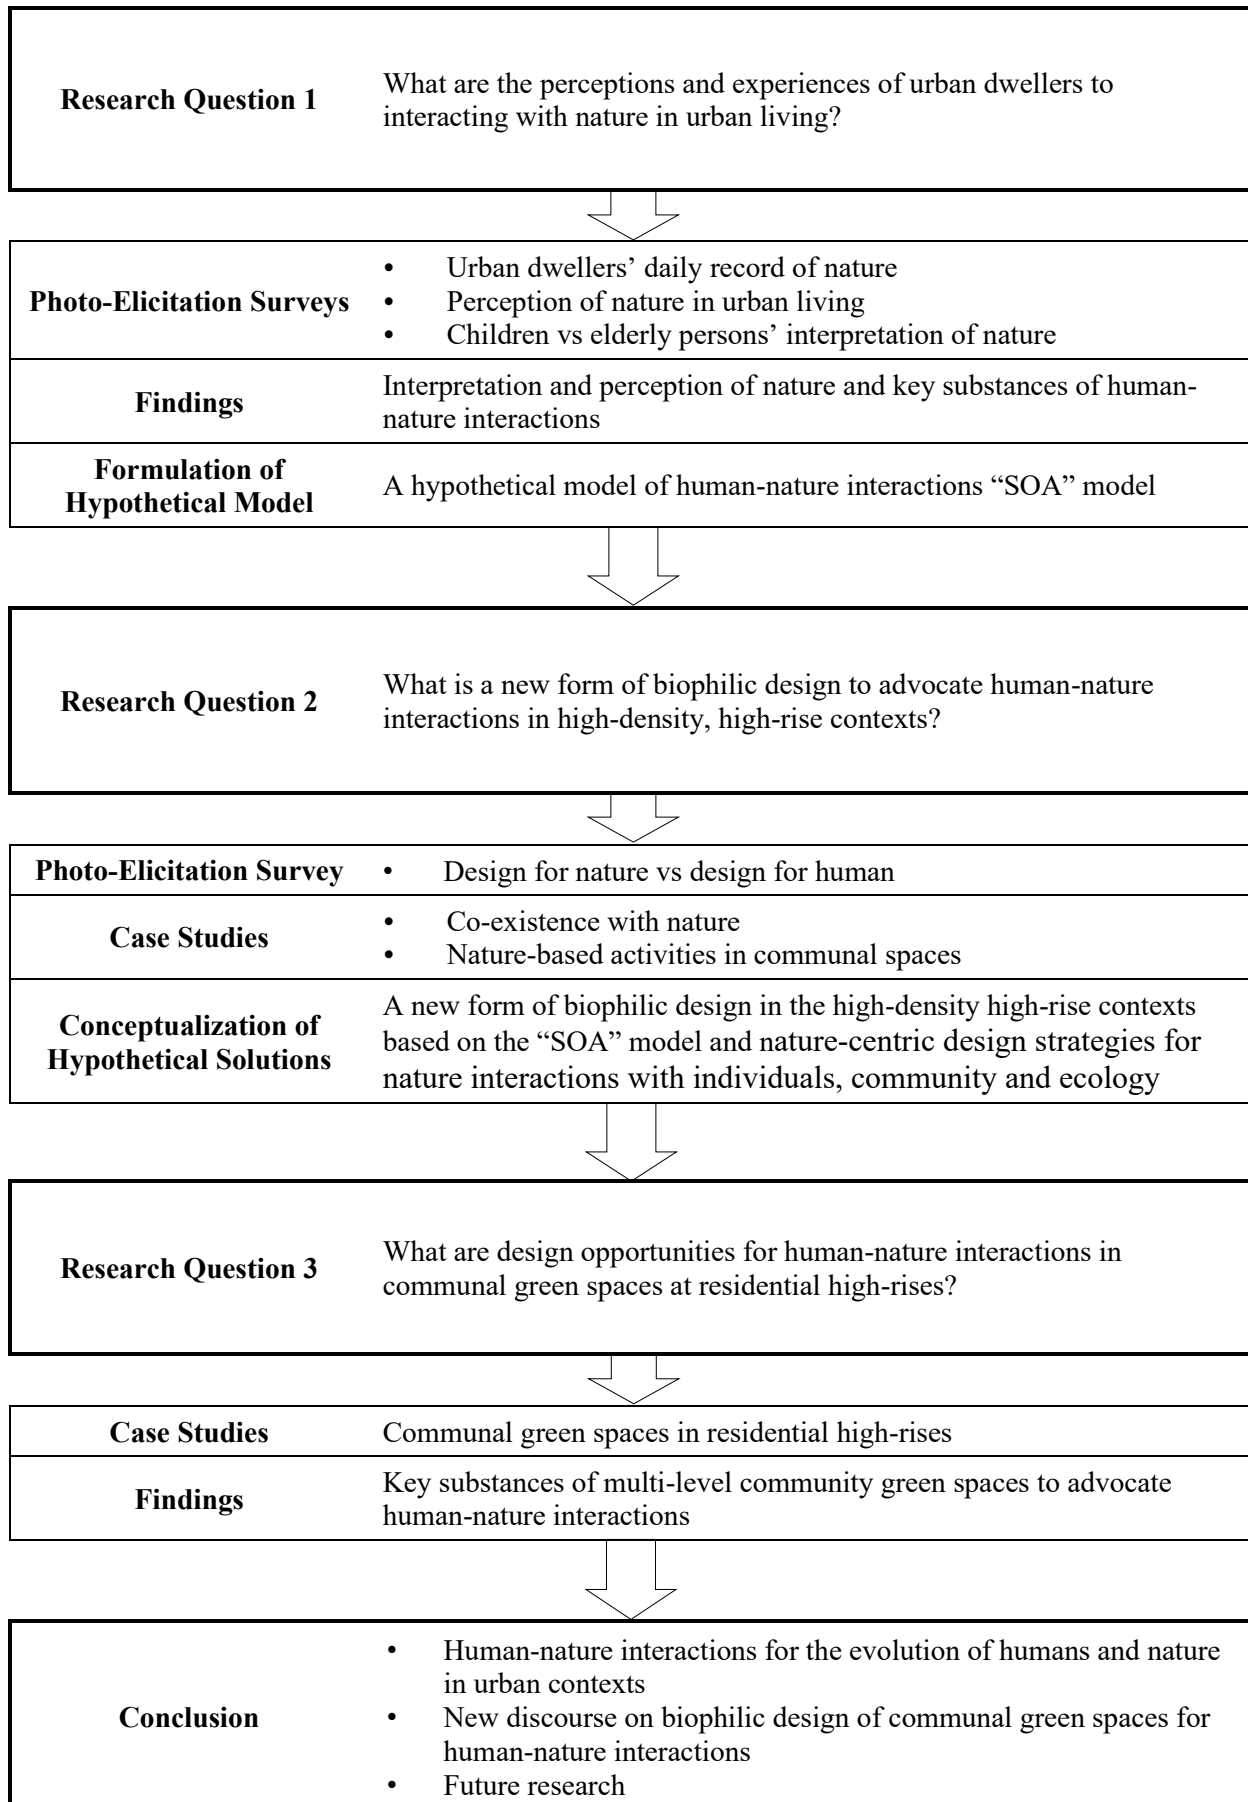 Research Question 1
What are the perceptions and experiences of urban dwellers to
interacting with nature in urban living?
Photo-Elicitation Surveys
• Urban dwellers’ daily record of nature
• Perception of nature in urban living
• Children vs elderly persons’ interpretation of nature
Findings
Interpretation and perception of nature and key substances of human-
nature interactions
Formulation of
Hypothetical Model
A hypothetical model of human-nature interactions “SOA” model
Research Question 2
What is a new form of biophilic design to advocate human-nature
interactions in high-density, high-rise contexts?
Photo-Elicitation Survey
• Design for nature vs design for human
Case Studies
• Co-existence with nature
• Nature-based activities in communal spaces
Conceptualization of
Hypothetical Solutions
A new form of biophilic design in the high-density high-rise contexts
based on the “SOA” model and nature-centric design strategies for
nature interactions with individuals, community and ecology
Research Question 3
What are design opportunities for human-nature interactions in
communal green spaces at residential high-rises?
Case Studies
Communal green spaces in residential high-rises
Findings
Key substances of multi-level community green spaces to advocate
human-nature interactions
Conclusion
• Human-nature interactions for the evolution of humans and nature
in urban contexts
• New discourse on biophilic design of communal green spaces for
human-nature interactions
• Future research